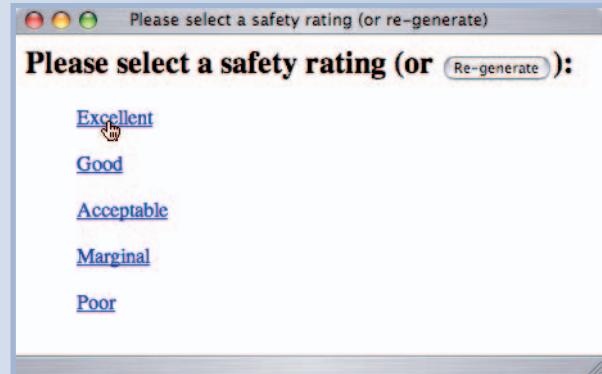 Please select a safety rating (or re-generate)
Please select a safety rating (or Re-generate ):
Excellent
Good
Acceptable
Marginal
Poor